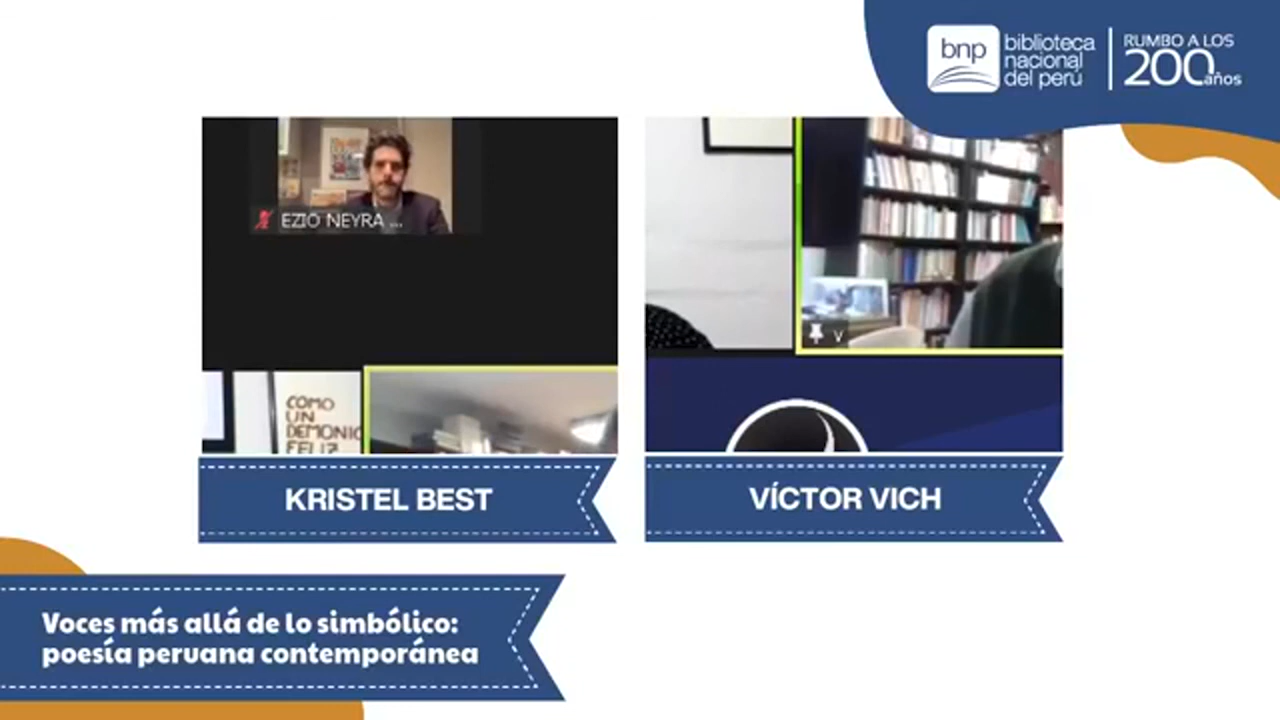 bnp
biblioteca
nacional
del perú
RUMBO A LOS
200
años
EZIO NEYRA ...
V
COMO
UN
DEMONIO
FELIZ
KRISTEL BEST
VÍCTOR VICH
Voces más allá de lo simbólico:
poesía peruana contemporánea